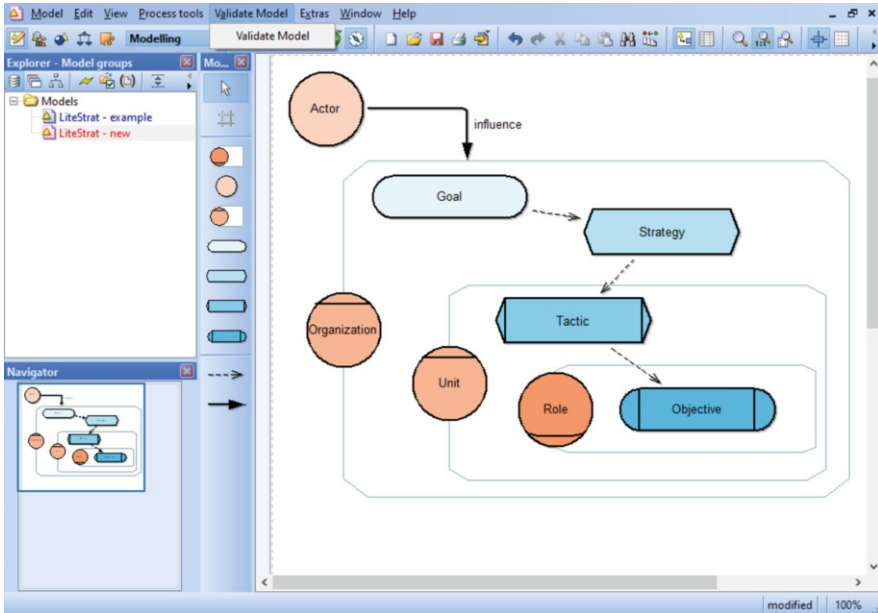 Model Edit View Process tools Validate Model Extras Window Help
Modelling
Validate Model
Explorer - Model groups
Mo...
Models
LiteStrat - example
LiteStrat - new
Actor
influence
Goal
Strategy
Tactic
Organization
Unit
Role
Objective
Navigator
modified 100%